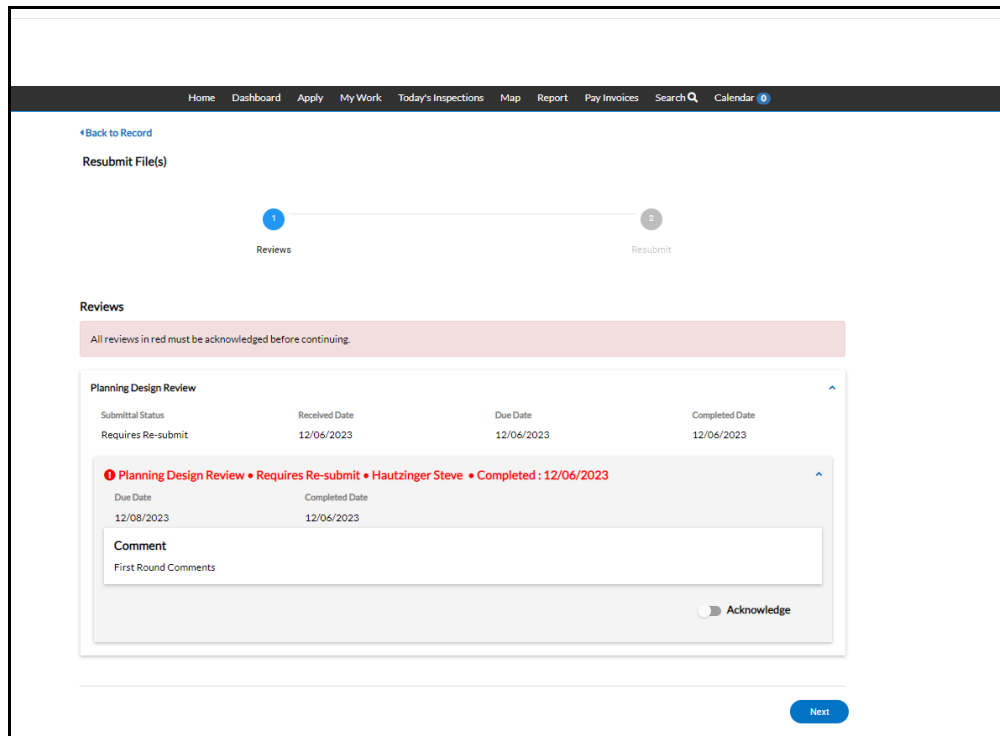 Home Dashboard Apply My Work Today's Inspections Map Report Pay Invoices Search Calendar 0
Back to Record
Resubmit File(s)
1 2
Reviews Resubmit
Reviews
All reviews in red must be acknowledged before continuing.
Planning Design Review
Submittal Status Received Date Due Date Completed Date
Requires Re-submit 12/06/2023 12/06/2023 12/06/2023
Planning Design Review • Requires Re-submit • Hautzinger Steve • Completed : 12/06/2023
Due Date Completed Date
12/08/2023 12/06/2023
Comment
First Round Comments
Acknowledge
Next